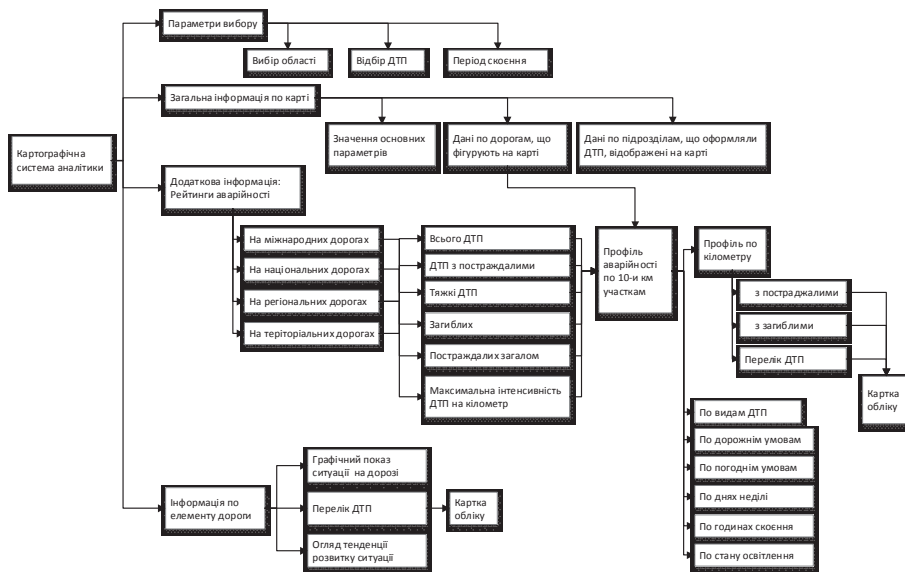 Параметри вибору
Вибір області
Відбір ДТП
Період скоєння
Загальна інформація по карті
Значення основних
параметрів
Дані по дорогам, що
фігурують на карті
Дані по підрозділам, що оформляли
ДТП, відображені на карті
Картографічна
система аналітики
Додаткова інформація:
Рейтинги аварійності
На міжнародних дорогах
На національних дорогах
На регіональних дорогах
На теріторіальних дорогах
Всього ДТП
ДТП з постраждалими
Тяжкі ДТП
Загиблих
Постраждалих загалом
Максимальна інтенсивність
ДТП на кілометр
Профіль
аварійності
по 10-и км
участкам
Профіль по
кілометру
з постраджалими
з загиблими
Перелік ДТП
Картка
обліку
По видам ДТП
По дорожнім умовам
По погоднім умовам
По днях неділі
По годинах скоєння
По стану освітлення
Інформація по
елементу дороги
Графічний показ
ситуації на дорозі
Перелік ДТП
Огляд тенденції
розвитку ситуації
Картка
обліку